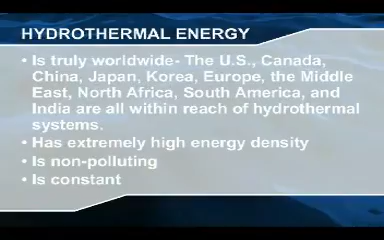 HYDROTHERMAL ENERGY
• Is truly worldwide- The U.S., Canada,
China, Japan, Korea, Europe, the Middle
East, North Africa, South America, and
India are all within reach of hydrothermal
systems.
• Has extremely high energy density
• Is non-polluting
• Is constant